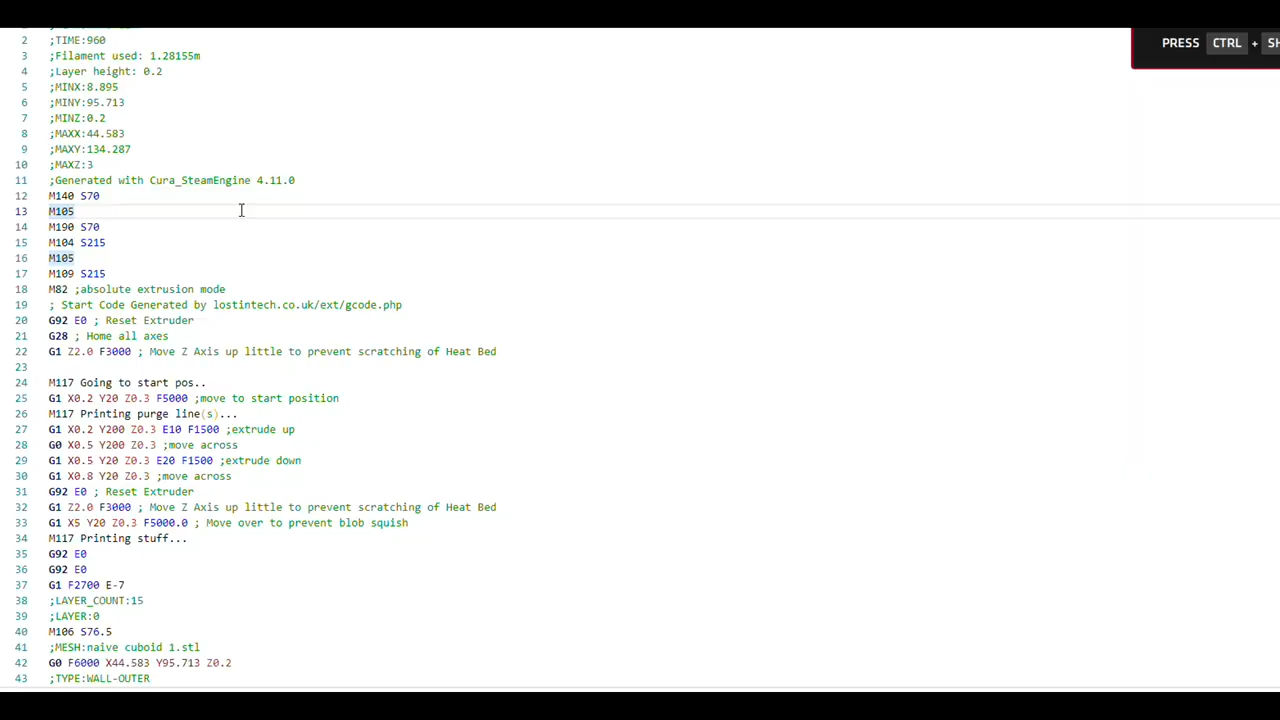 2 ;TIME:960
3 ;Filament used: 1.28155m
4 ;Layer height: 0.2
5 ;MINX:8.895
6 ;MINY:95.713
7 ;MINZ:0.2
8 ;MAXX:44.583
9 ;MAXY:134.287
10 ;MAXZ:3
11 ;Generated with Cura_SteamEngine 4.11.0
12 M140 S70
13 M105
14 M190 S70
15 M104 S215
16 M105
17 M109 S215
18 M82 ;absolute extrusion mode
19 ; Start Code Generated by lostintech.co.uk/ext/gcode.php
20 G92 E0 ; Reset Extruder
21 G28 ; Home all axes
22 G1 Z2.0 F3000 ; Move Z Axis up little to prevent scratching of Heat Bed
23
24 M117 Going to start pos..
25 G1 X0.2 Y20 Z0.3 F5000 ;move to start position
26 M117 Printing purge line(s)...
27 G1 X0.2 Y200 Z0.3 E10 F1500 ;extrude up
28 G0 X0.5 Y200 Z0.3 ;move across
29 G1 X0.5 Y20 Z0.3 E20 F1500 ;extrude down
30 G1 X0.8 Y20 Z0.3 ;move across
31 G92 E0 ; Reset Extruder
32 G1 Z2.0 F3000 ; Move Z Axis up little to prevent scratching of Heat Bed
33 G1 X5 Y20 Z0.3 F5000.0 ; Move over to prevent blob squish
34 M117 Printing stuff...
35 G92 E0
36 G92 E0
37 G1 F2700 E-7
38 ;LAYER_COUNT:15
39 ;LAYER:0
40 M106 S76.5
41 ;MESH:naive cuboid 1.stl
42 G0 F6000 X44.583 Y95.713 Z0.2
43 ;TYPE:WALL-OUTER
PRESS CTRL + SH